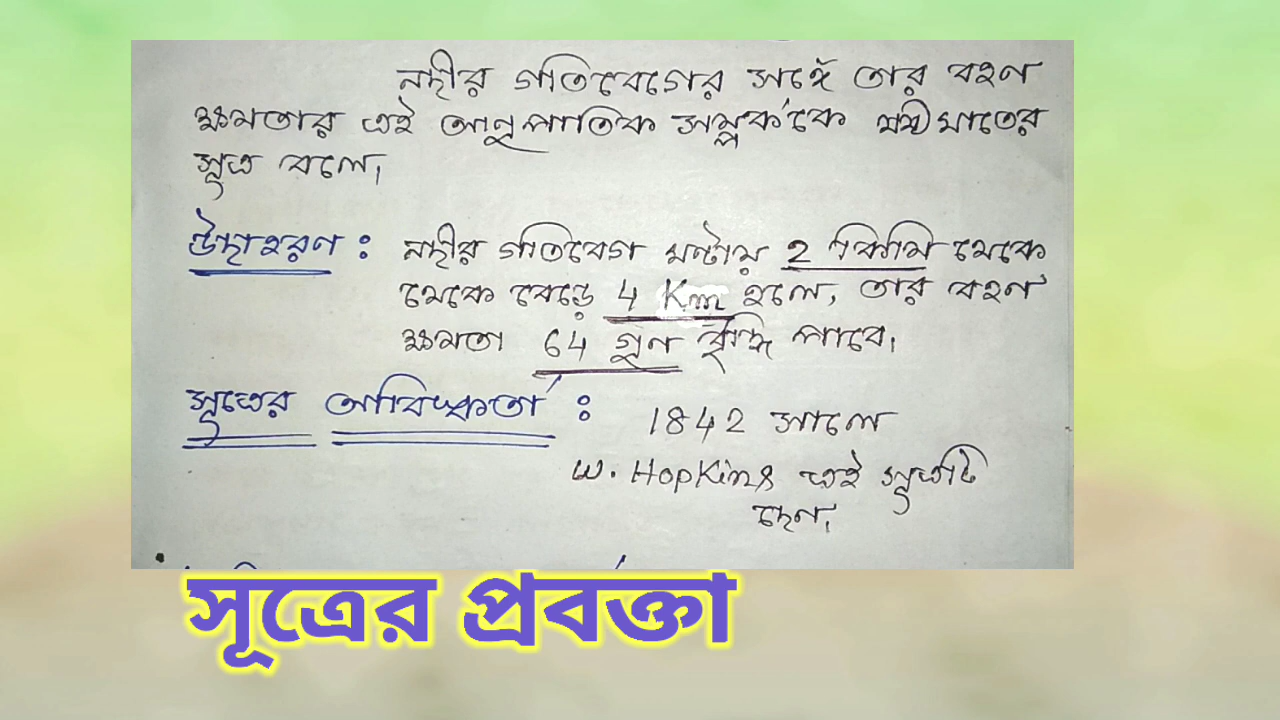 নদীর গতিবেগের সঙ্গে তার বহন
ক্ষমতার এই আনুপাতিক সম্পর্ককে ষষ্ঠঘাতের
সূত্র বলে।
উদাহরণ : নদীর গতিবেগ ঘন্টায় 2 কিমি থেকে
থেকে বেড়ে 4 Km হলে, তার বহন
ক্ষমতা 64 গুন বৃদ্ধি পাবে।
সূত্রের আবিষ্কর্তা : 1842 সালে
W. Hopkins এই সূত্রটি
দেন।
সূত্রের প্রবক্তা